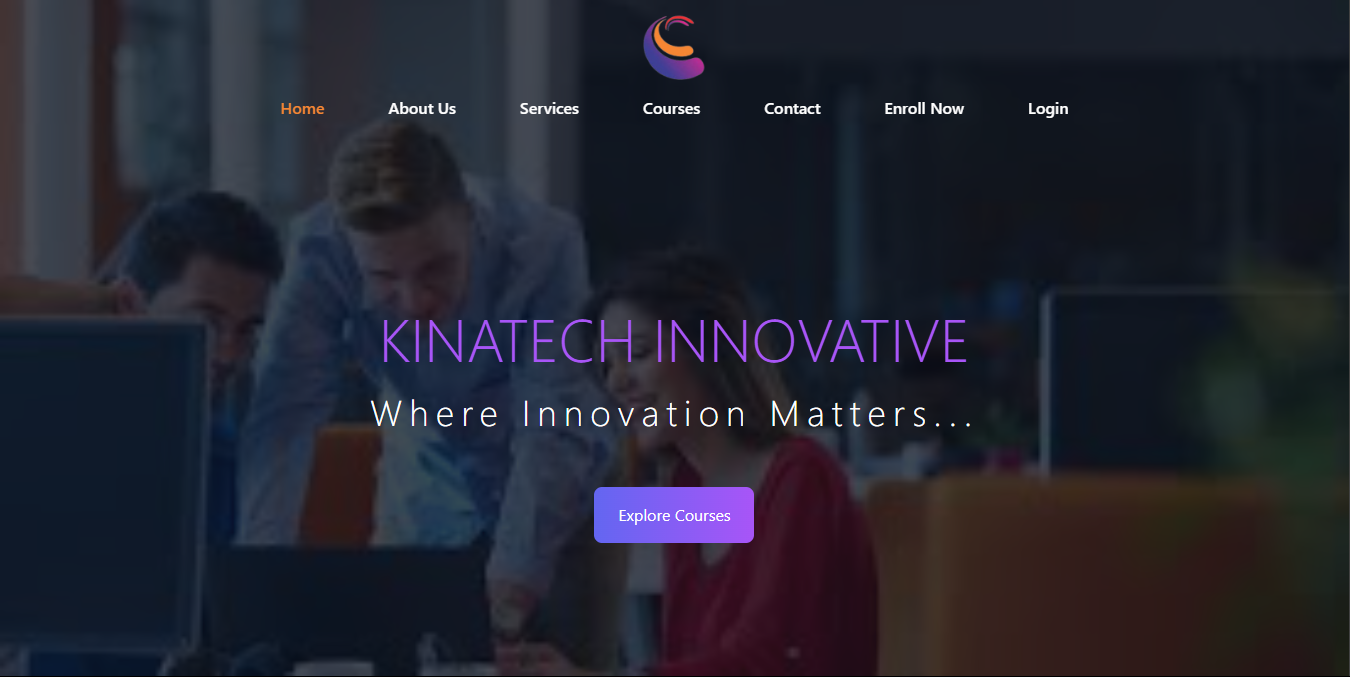 Home About Us Services Courses Contact Enroll Now Login
KINATECH INNOVATIVE
Where Innovation Matters...
Explore Courses